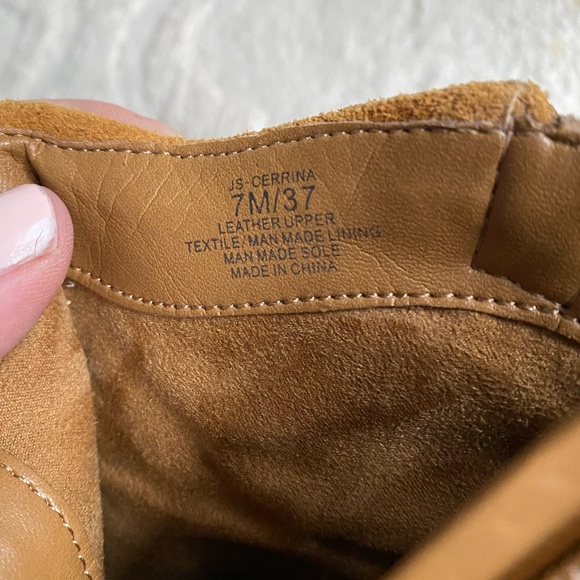 JS-CERRINA
7M/37
LEATHER UPPER
TEXTILE/MAN MADE LINING
MAN MADE SOLE
MADE IN CHINA